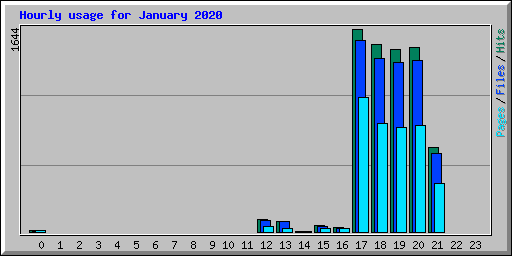 Hourly usage for January 2020
1644
Pages/Files/Hits
0 1 2 3 4 5 6 7 8 9 10 11 12 13 14 15 16 17 18 19 20 21 22 23